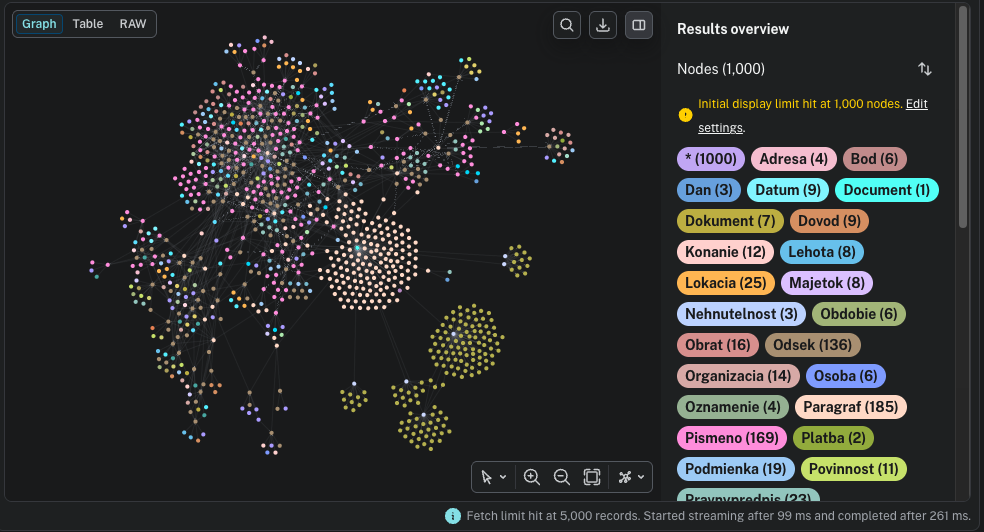 Graph Table RAW
Results overview
Nodes (1,000)
Initial display limit hit at 1,000 nodes. Edit
settings.
* (1000) Adresa (4) Bod (6)
Dan (3) Datum (9) Document (1)
Dokument (7) Dovod (9)
Konanie (12) Lehota (8)
Lokacia (25) Majetok (8)
Nehnutelnost (3) Obdobie (6)
Obrat (16) Odsek (136)
Organizacia (14) Osoba (6)
Oznamenie (4) Paragraf (185)
Pismeno (169) Platba (2)
Podmienka (19) Povinnost (11)
Pravnypredpis (23)
Fetch limit hit at 5,000 records. Started streaming after 99 ms and completed after 261 ms.